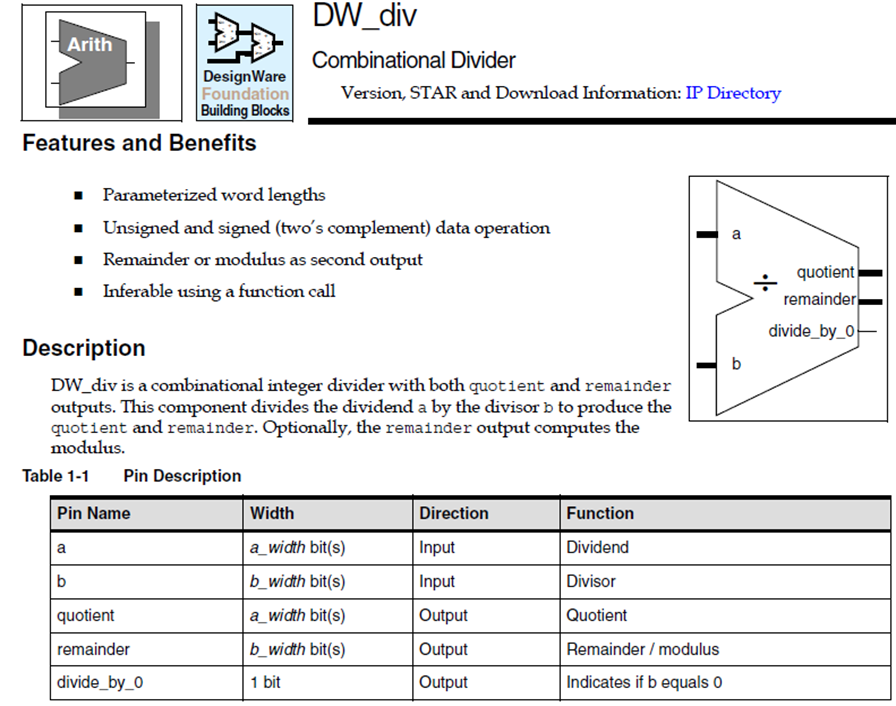 Arith
DesignWare
Foundation
Building Blocks
DW_div
Combinational Divider
Version, STAR and Download Information: IP Directory
Features and Benefits
■ Parameterized word lengths
■ Unsigned and signed (two's complement) data operation
■ Remainder or modulus as second output
■ Inferable using a function call
a
÷
quotient
remainder
divide_by_0
b
Description
DW_div is a combinational integer divider with both quotient and remainder
outputs. This component divides the dividend a by the divisor b to produce the
quotient and remainder. Optionally, the remainder output computes the
modulus.
Table 1-1 Pin Description
Pin Name Width Direction Function
a a_width bit(s) Input Dividend
b b_width bit(s) Input Divisor
quotient a_width bit(s) Output Quotient
remainder b_width bit(s) Output Remainder / modulus
divide_by_0 1 bit Output Indicates if b equals 0